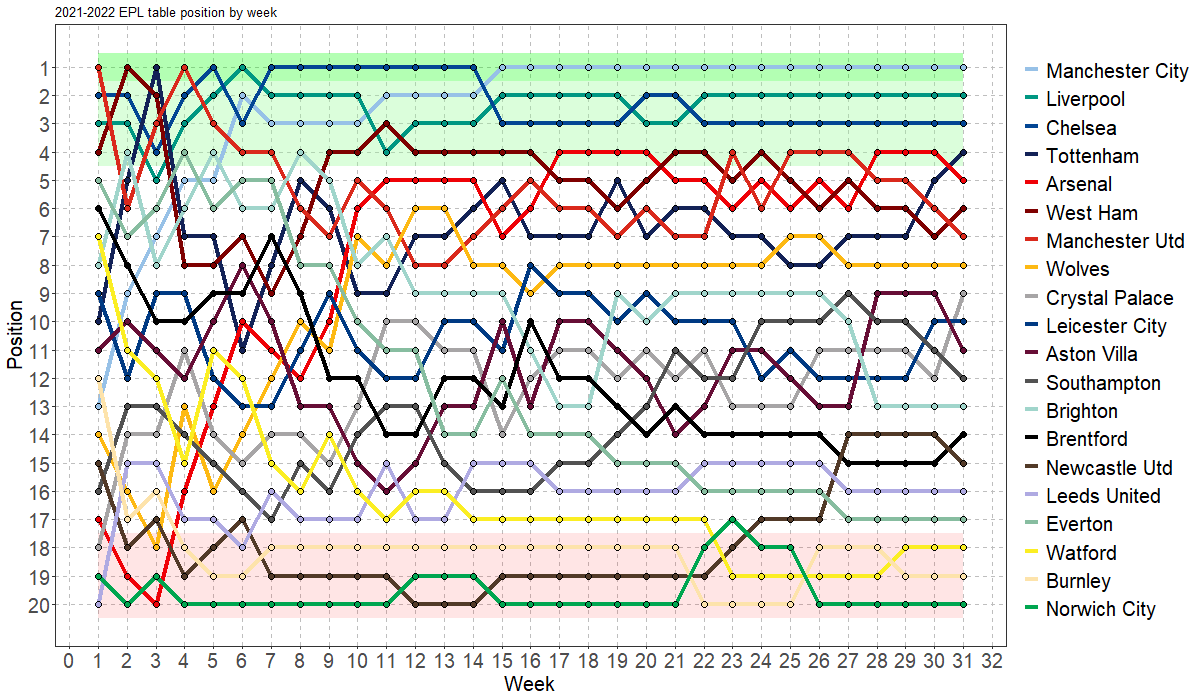 2021-2022 EPL table position by week
Position
1
2
3
4
5
6
7
8
9
10
11
12
13
14
15
16
17
18
19
20
0 1 2 3 4 5 6 7 8 9 10 11 12 13 14 15 16 17 18 19 20 21 22 23 24 25 26 27 28 29 30 31 32
Week
Manchester City
Liverpool
Chelsea
Tottenham
Arsenal
West Ham
Manchester Utd
Wolves
Crystal Palace
Leicester City
Aston Villa
Southampton
Brighton
Brentford
Newcastle Utd
Leeds United
Everton
Watford
Burnley
Norwich City